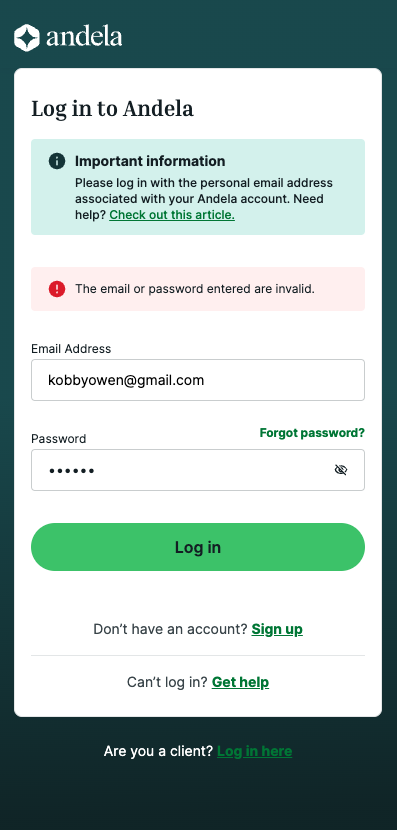 andela
Log in to Andela
Important information
Please log in with the personal email address
associated with your Andela account. Need
help? Check out this article.
The email or password entered are invalid.
Email Address
kobbyowen@gmail.com
Forgot password?
Password
••••••
Log in
Don’t have an account? Sign up
Can’t log in? Get help
Are you a client? Log in here